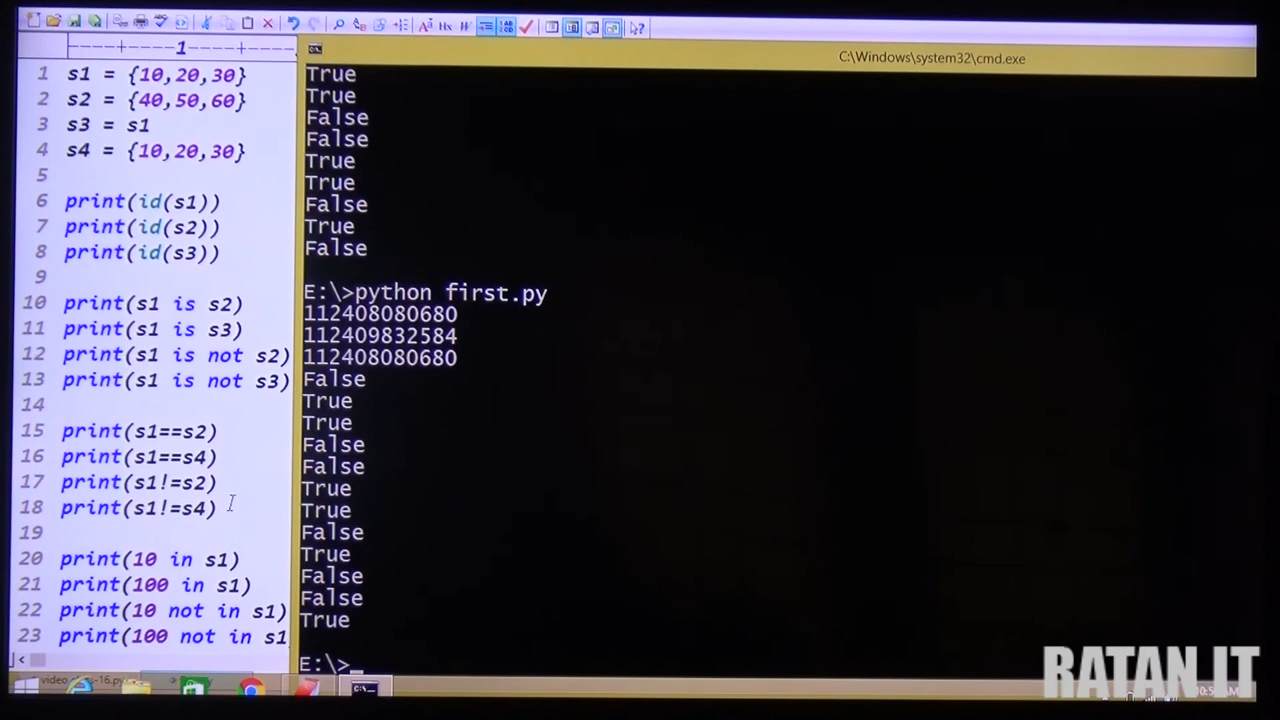 ----+----1----+----
1 s1 = {10,20,30}
2 s2 = {40,50,60}
3 s3 = s1
4 s4 = {10,20,30}
5
6 print(id(s1))
7 print(id(s2))
8 print(id(s3))
9
10 print(s1 is s2)
11 print(s1 is s3)
12 print(s1 is not s2)
13 print(s1 is not s3)
14
15 print(s1==s2)
16 print(s1==s4)
17 print(s1!=s2)
18 print(s1!=s4)
19
20 print(10 in s1)
21 print(100 in s1)
22 print(10 not in s1)
23 print(100 not in s1
C:\Windows\system32\cmd.exe
True
True
False
False
True
True
False
True
False
E:\>python first.py
112408080680
112409832584
112408080680
False
True
True
False
False
True
True
False
True
False
False
True
E:\>_
RATAN IT